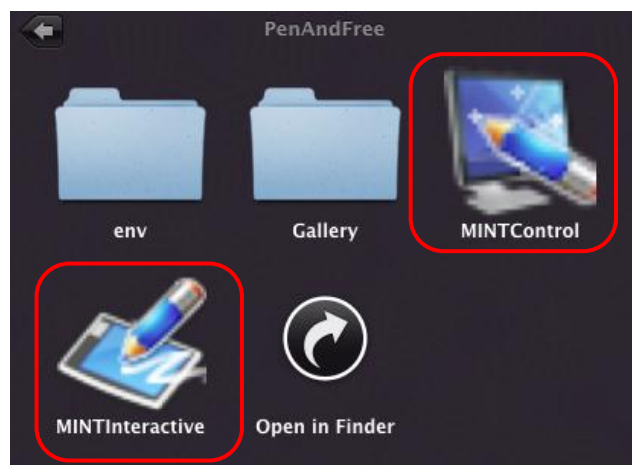 PenAndFree
env
Gallery
MINTControl
MINTInteractive
Open in Finder